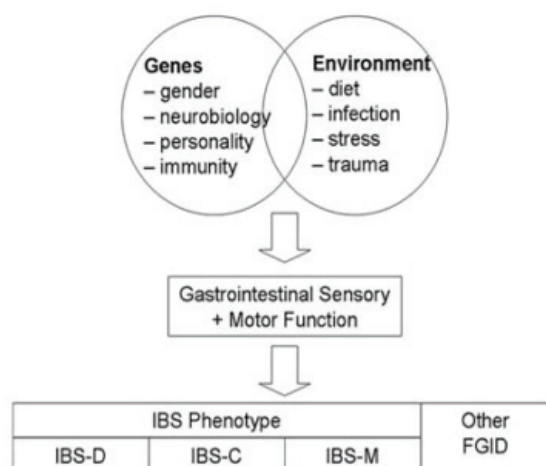 Genes
– gender
– neurobiology
– personality
– immunity
Environment
– diet
– infection
– stress
– trauma
Gastrointestinal Sensory
+ Motor Function
IBS Phenotype
Other
FGID
IBS-D
IBS-C
IBS-M